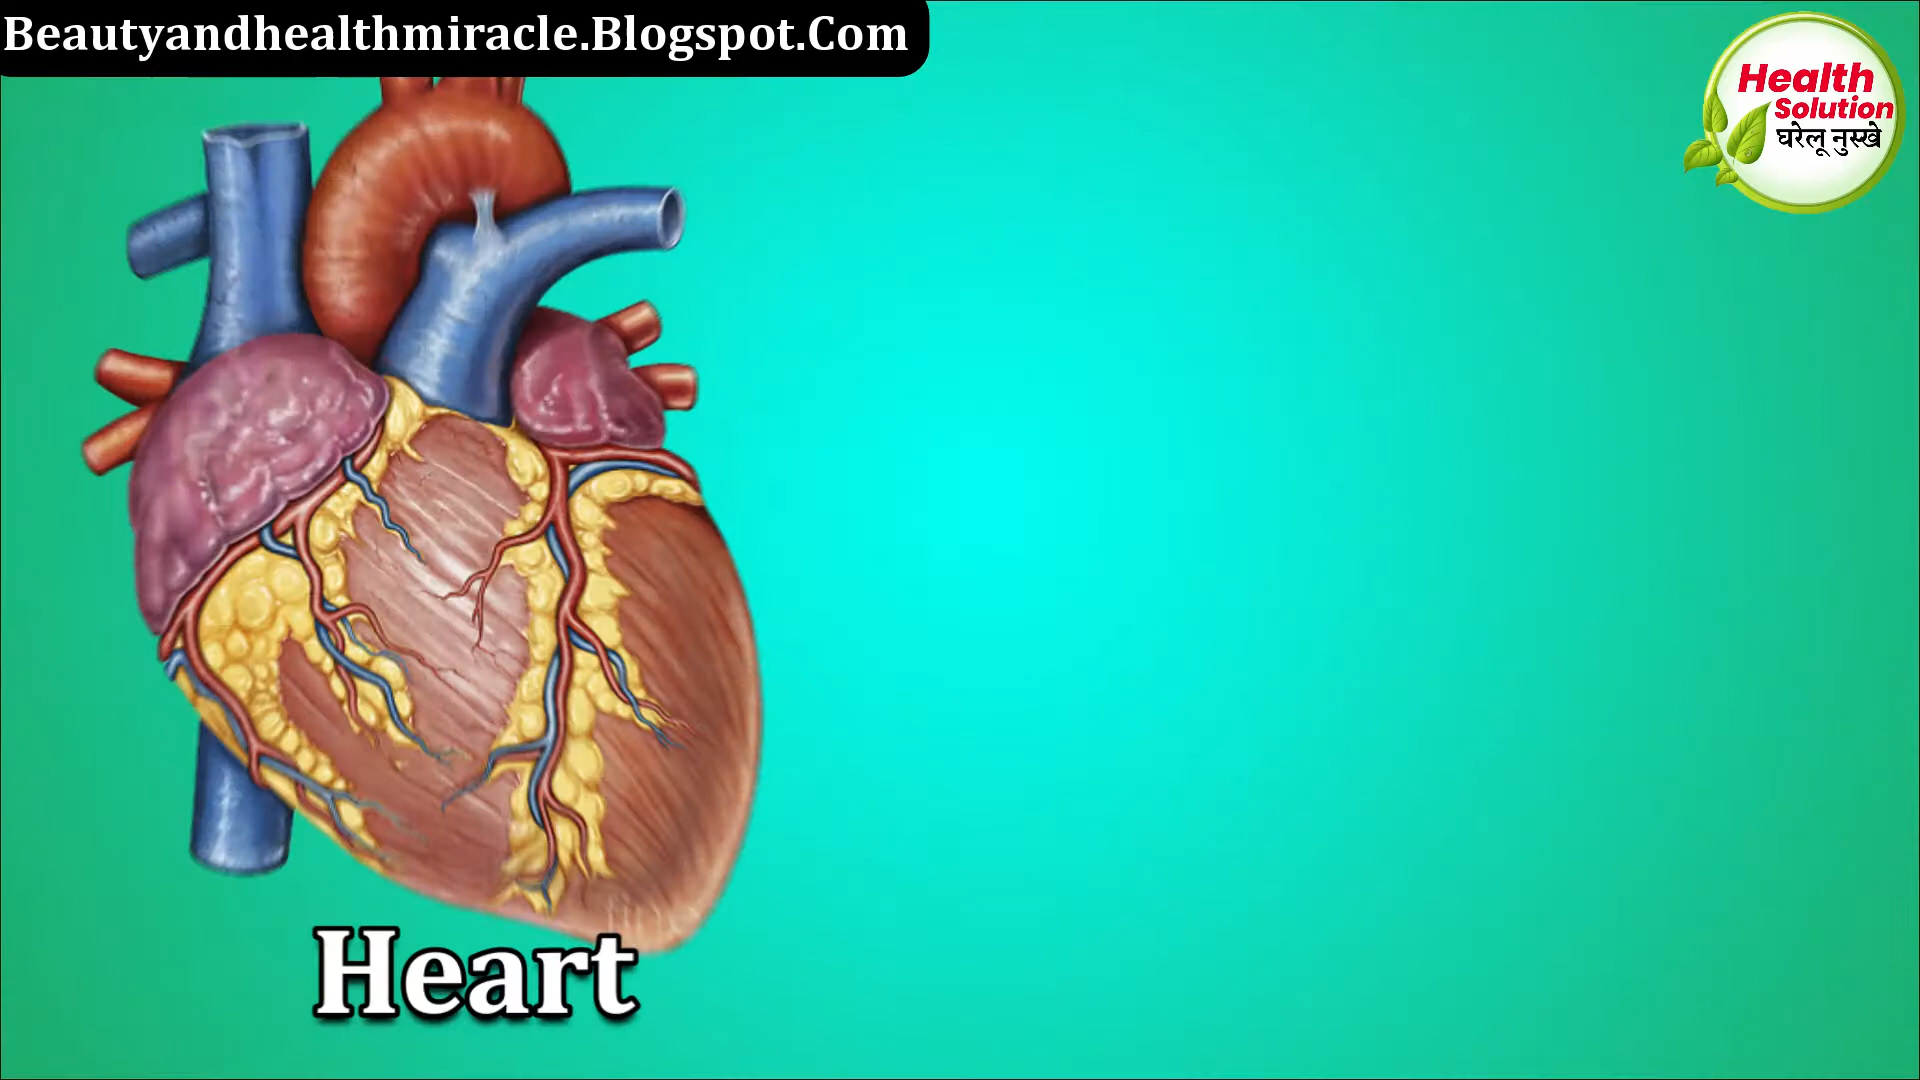 Beautyandhealthmiracle.Blogspot.Com
Health
Solution
घरेलू नुस्खे
Heart